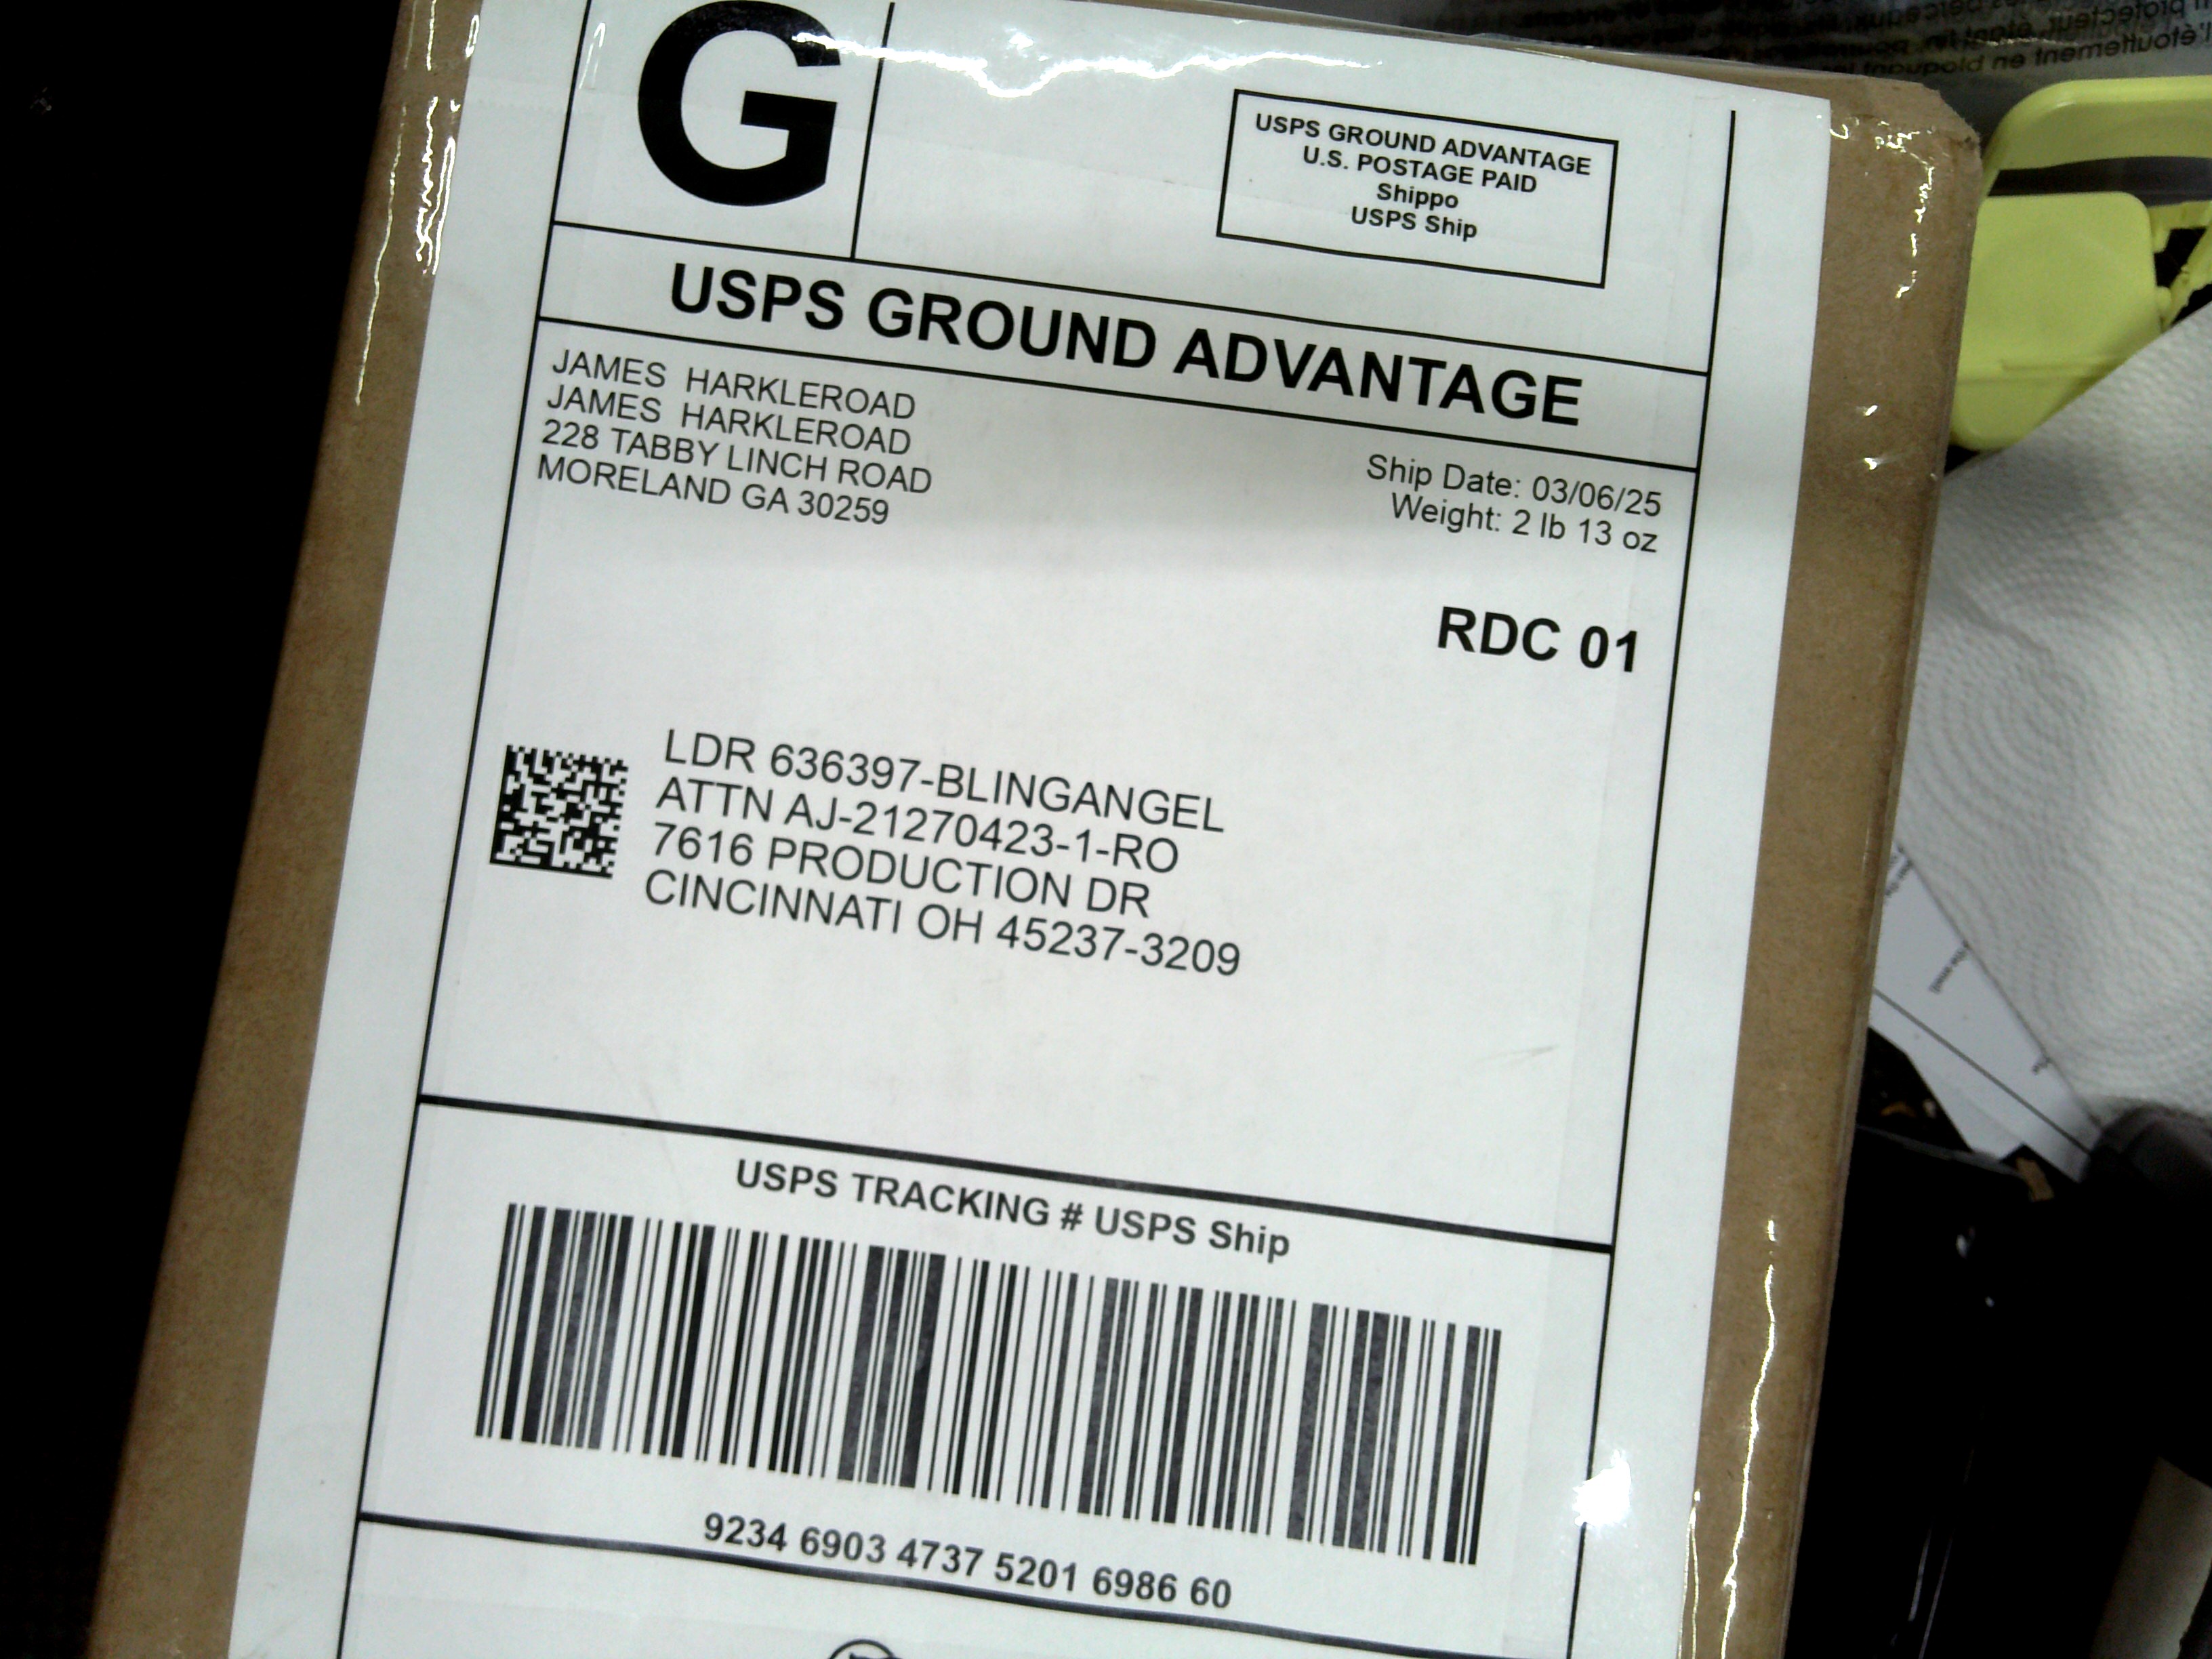 G
USPS GROUND ADVANTAGE
U.S. POSTAGE PAID
Shippo
USPS Ship
USPS GROUND ADVANTAGE
JAMES HARKLEROAD
JAMES HARKLEROAD
228 TABBY LINCH ROAD
MORELAND GA 30259
Ship Date: 03/06/25
Weight: 2 lb 13 oz
RDC 01
LDR 636397-BLINGANGEL
ATTN AJ-21270423-1-RO
7616 PRODUCTION DR
CINCINNATI OH 45237-3209
USPS TRACKING # USPS Ship
9234 6903 4737 5201 6986 60